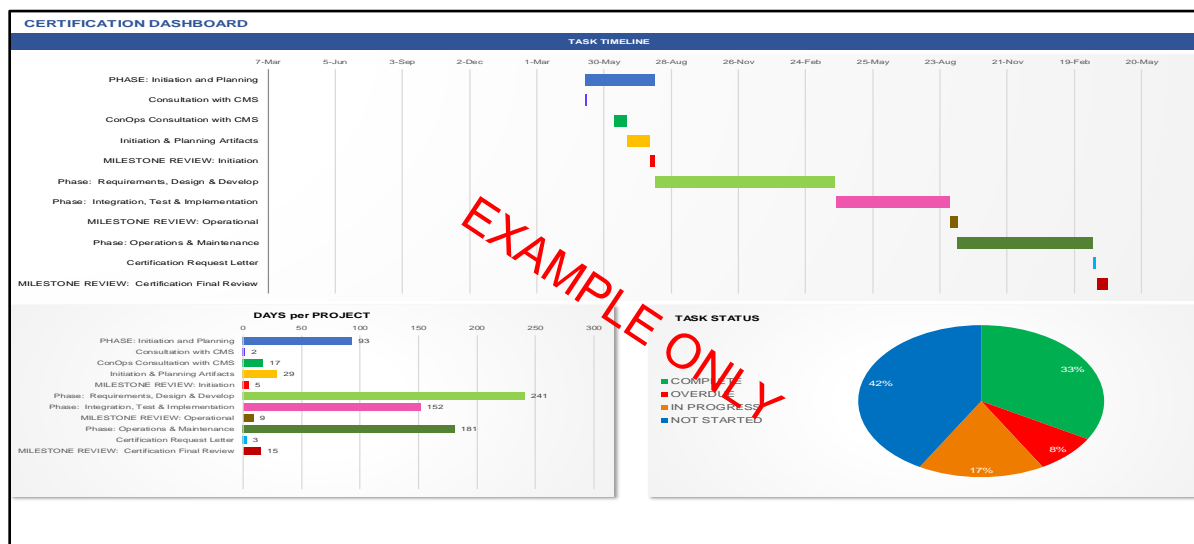 CERTIFICATION DASHBOARD
TASK TIMELINE
7-Mar 5-Jun 3-Sep 2-Dec 1-Mar 30-May 28-Aug 26-Nov 24-Feb 25-May 23-Aug 21-Nov 19-Feb 20-May
PHASE: Initiation and Planning
Consultation with CMS
ConOps Consultation with CMS
Initiation & Planning Artifacts
MILESTONE REVIEW: Initiation
Phase: Requirements, Design & Develop
Phase: Integration, Test & Implementation
MILESTONE REVIEW: Operational
Phase: Operations & Maintenance
Certification Request Letter
MILESTONE REVIEW: Certification Final Review
EXAMPLE ONLY
DAYS per PROJECT
0 50 100 150 200 250 300
PHASE: Initiation and Planning 93
Consultation with CMS 2
ConOps Consultation with CMS 17
Initiation & Planning Artifacts 29
MILESTONE REVIEW: Initiation 5
Phase: Requirements, Design & Develop 241
Phase: Integration, Test & Implementation 152
MILESTONE REVIEW: Operational 9
Phase: Operations & Maintenance 181
Certification Request Letter 3
MILESTONE REVIEW: Certification Final Review 15
TASK STATUS
COMPLETE
OVERDUE
IN PROGRESS
NOT STARTED
42%
33%
8%
17%